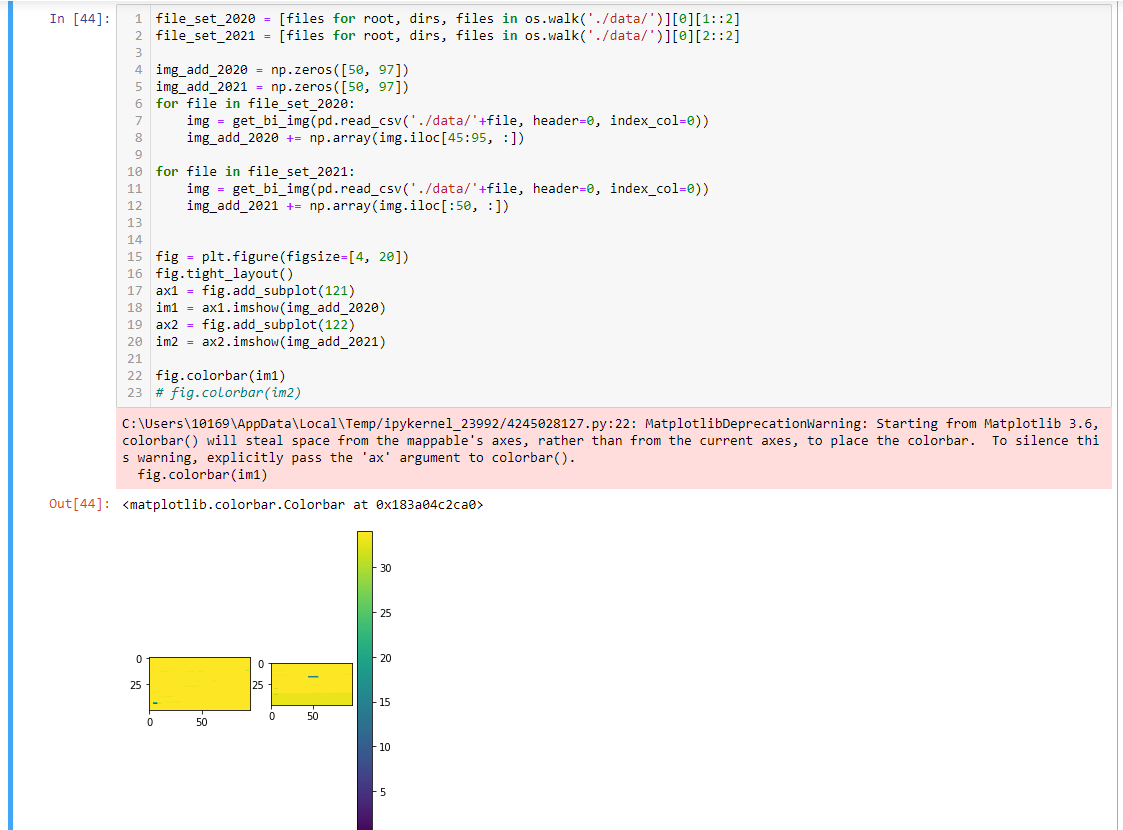 In [44]:
1 file_set_2020 = [files for root, dirs, files in os.walk('./data/')][0][1::2]
2 file_set_2021 = [files for root, dirs, files in os.walk('./data/')][0][2::2]
3
4 img_add_2020 = np.zeros([50, 97])
5 img_add_2021 = np.zeros([50, 97])
6 for file in file_set_2020:
7     img = get_bi_img(pd.read_csv('./data/'+file, header=0, index_col=0))
8     img_add_2020 += np.array(img.iloc[45:95, :])
9
10 for file in file_set_2021:
11     img = get_bi_img(pd.read_csv('./data/'+file, header=0, index_col=0))
12     img_add_2021 += np.array(img.iloc[:50, :])
13
14
15 fig = plt.figure(figsize=[4, 20])
16 fig.tight_layout()
17 ax1 = fig.add_subplot(121)
18 im1 = ax1.imshow(img_add_2020)
19 ax2 = fig.add_subplot(122)
20 im2 = ax2.imshow(img_add_2021)
21
22 fig.colorbar(im1)
23 # fig.colorbar(im2)
C:\Users\10169\AppData\Local\Temp/ipykernel_23992/4245028127.py:22: MatplotlibDeprecationWarning: Starting from Matplotlib 3.6,
colorbar() will steal space from the mappable's axes, rather than from the current axes, to place the colorbar.  To silence thi
s warning, explicitly pass the 'ax' argument to colorbar().
  fig.colorbar(im1)
Out[44]: <matplotlib.colorbar.Colorbar at 0x183a04c2ca0>
0
25
0 50
0
25
0 50
30
25
20
15
10
5